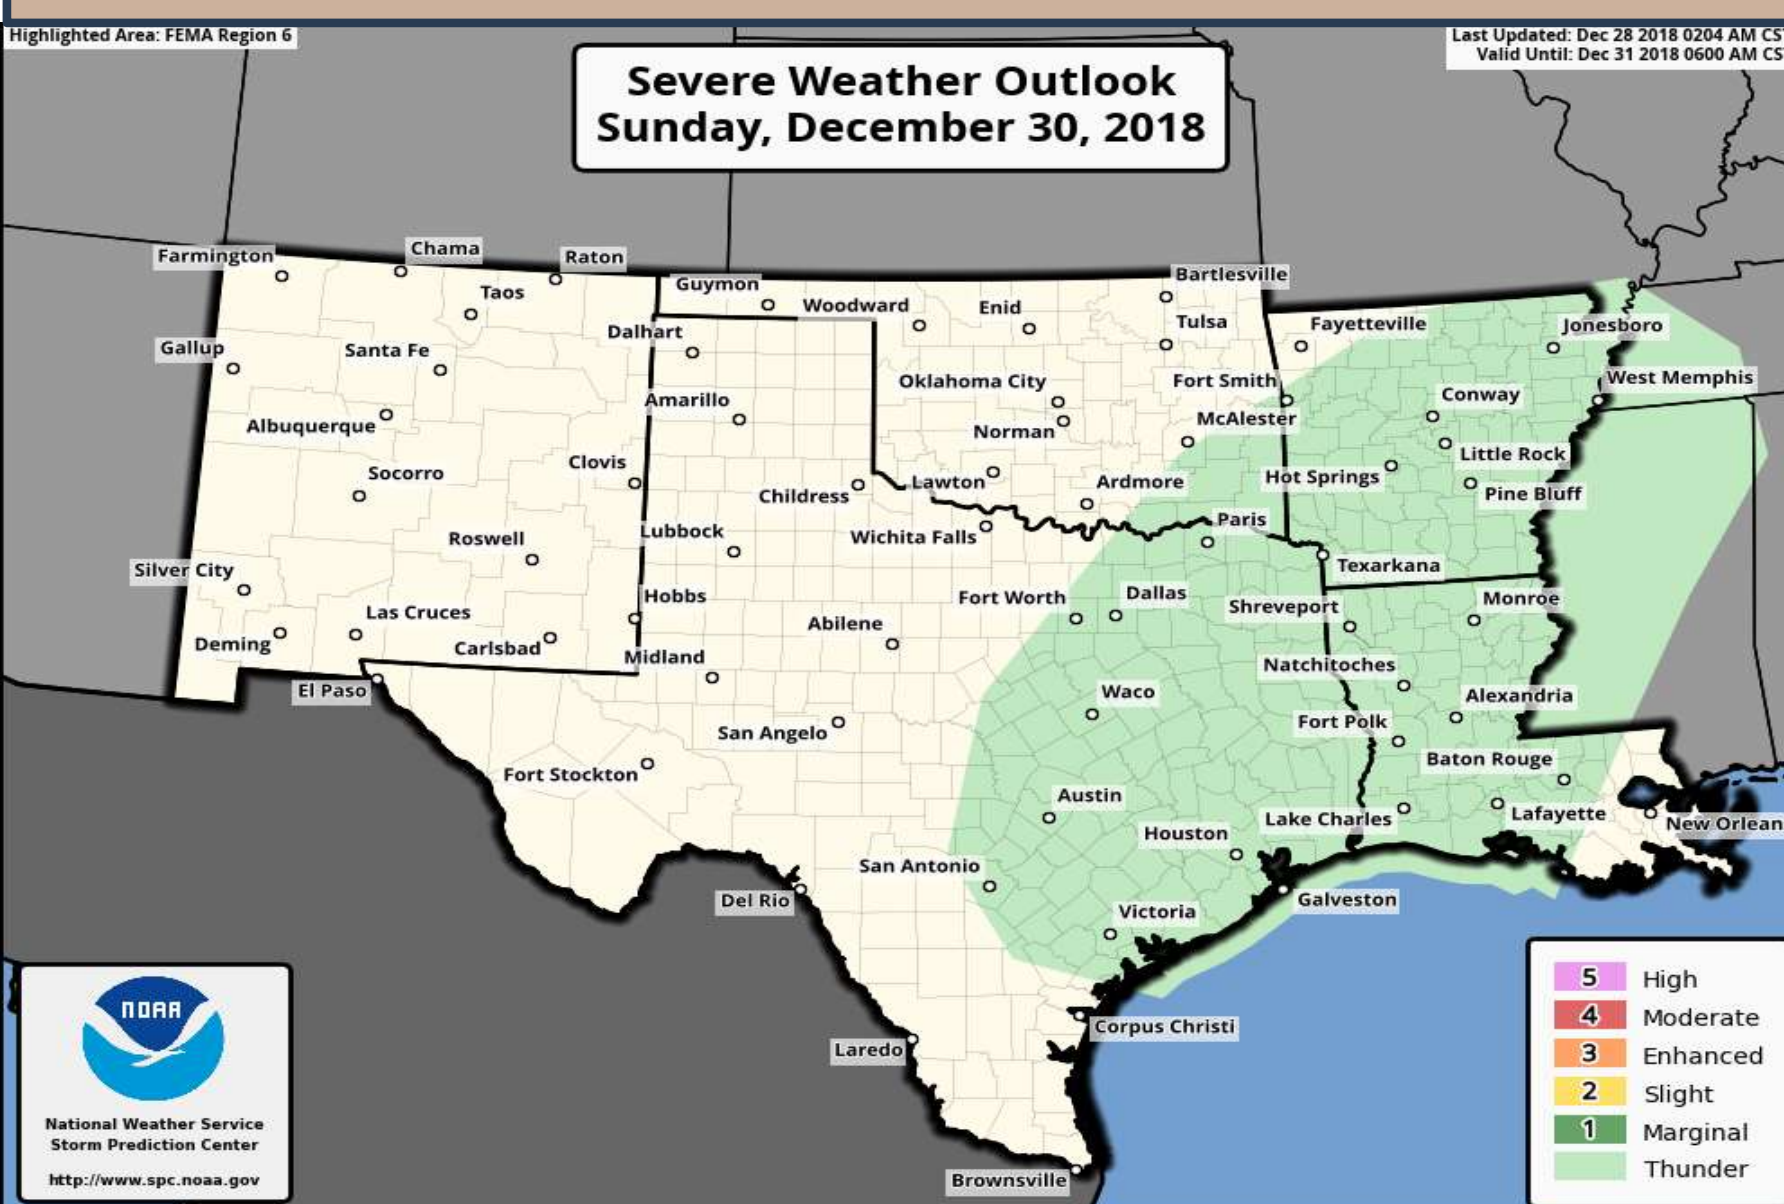 Highlighted Area: FEMA Region 6
Last Updated: Dec 28 2018 0204 AM CS
Valid Until: Dec 31 2018 0600 AM CS
Severe Weather Outlook
Sunday, December 30, 2018
Farmington
Chama
Raton
Taos
Guymon
Woodward
Enid
Bartlesville
Tulsa
Fayetteville
Jonesboro
Gallup
Santa Fe
Dalhart
Oklahoma City
Fort Smith
West Memphis
Albuquerque
Amarillo
Norman
McAlester
Conway
Socorro
Clovis
Childress
Lawton
Ardmore
Hot Springs
Little Rock
Pine Bluff
Roswell
Lubbock
Wichita Falls
Paris
Texarkana
Silver City
Las Cruces
Hobbs
Fort Worth
Dallas
Shreveport
Monroe
Deming
Carlsbad
Midland
Abilene
Natchitoches
El Paso
San Angelo
Waco
Fort Polk
Alexandria
Fort Stockton
Austin
Baton Rouge
Houston
Lake Charles
Lafayette
New Orlean
Del Rio
San Antonio
Victoria
Galveston
Laredo
Corpus Christi
Brownsville
NOAA
National Weather Service
Storm Prediction Center
http://www.spc.noaa.gov
5 High
4 Moderate
3 Enhanced
2 Slight
1 Marginal
Thunder